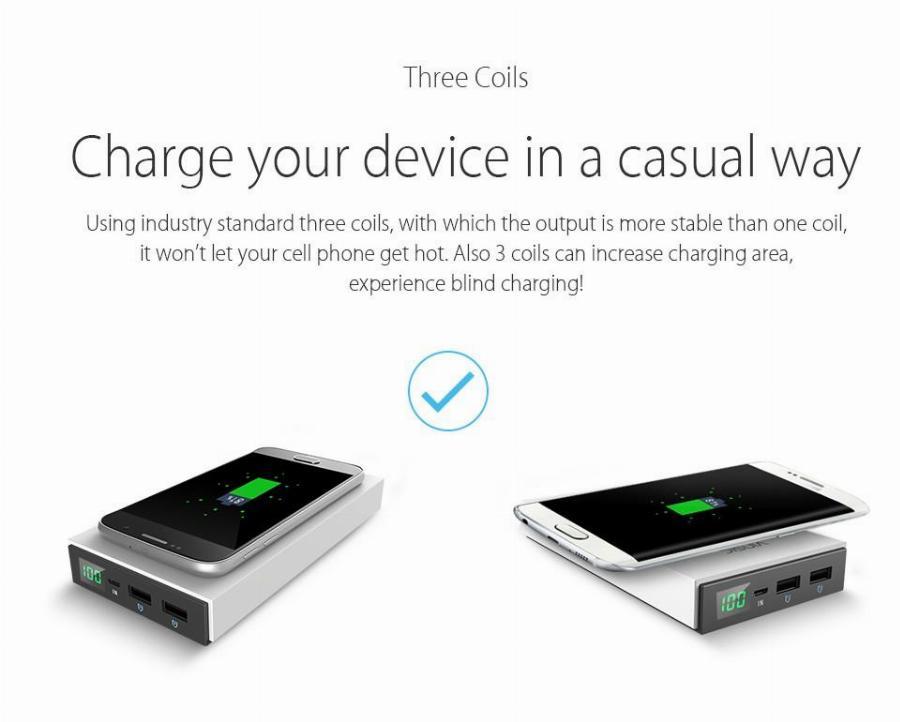 Three Coils
Charge your device in a casual way
Using industry standard three coils, with which the output is more stable than one coil,
it won't let your cell phone get hot. Also 3 coils can increase charging area,
experience blind charging!
100
IN
100
IN